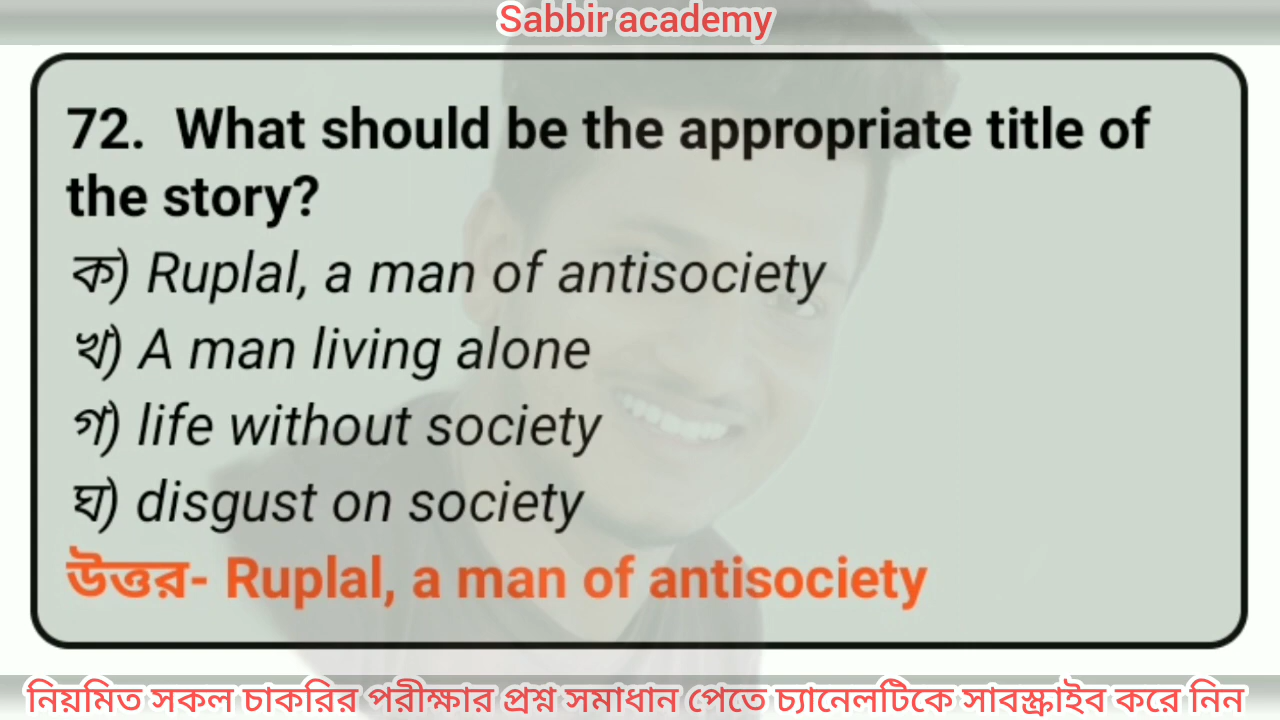 Sabbir academy
72. What should be the appropriate title of
the story?
ক) Ruplal, a man of antisociety
খ) A man living alone
গ) life without society
ঘ) disgust on society
উত্তর- Ruplal, a man of antisociety
নিয়মিত সকল চাকরির পরীক্ষার প্রশ্ন সমাধান পেতে চ্যানেলটিকে সাবস্ক্রাইব করে নিন